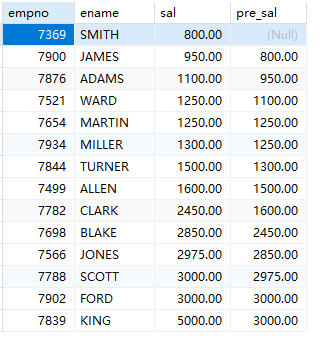 empno ename sal pre_sal
7369 SMITH 800.00 (Null)
7900 JAMES 950.00 800.00
7876 ADAMS 1100.00 950.00
7521 WARD 1250.00 1100.00
7654 MARTIN 1250.00 1250.00
7934 MILLER 1300.00 1250.00
7844 TURNER 1500.00 1300.00
7499 ALLEN 1600.00 1500.00
7782 CLARK 2450.00 1600.00
7698 BLAKE 2850.00 2450.00
7566 JONES 2975.00 2850.00
7788 SCOTT 3000.00 2975.00
7902 FORD 3000.00 3000.00
7839 KING 5000.00 3000.00